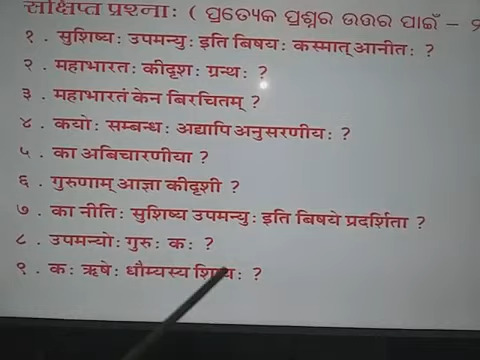 संक्षिप्त प्रश्नाः ( ପ୍ରତ୍ୟେକ ପ୍ରଶ୍ନର ଉତ୍ତର ପାଇଁ –
१ . सुशिष्यः उपमन्युः इति बिषयः कस्मात् आनीतः ?
२ . महाभारतः कीदृशः ग्रन्थः ?
३ . महाभारतं केन बिरचितम् ?
४ . कयोः सम्बन्धः अद्यापि अनुसरणीयः ?
५ . का अबिचारणीया ?
६ . गुरुणाम् आज्ञा कीदृशी ?
७ . का नीतिः सुशिष्य उपमन्युः इति बिषये प्रदर्शिता ?
८ . उपमन्योः गुरुः कः ?
९ . कः ऋषेः धौम्यस्य शिष्यः ?